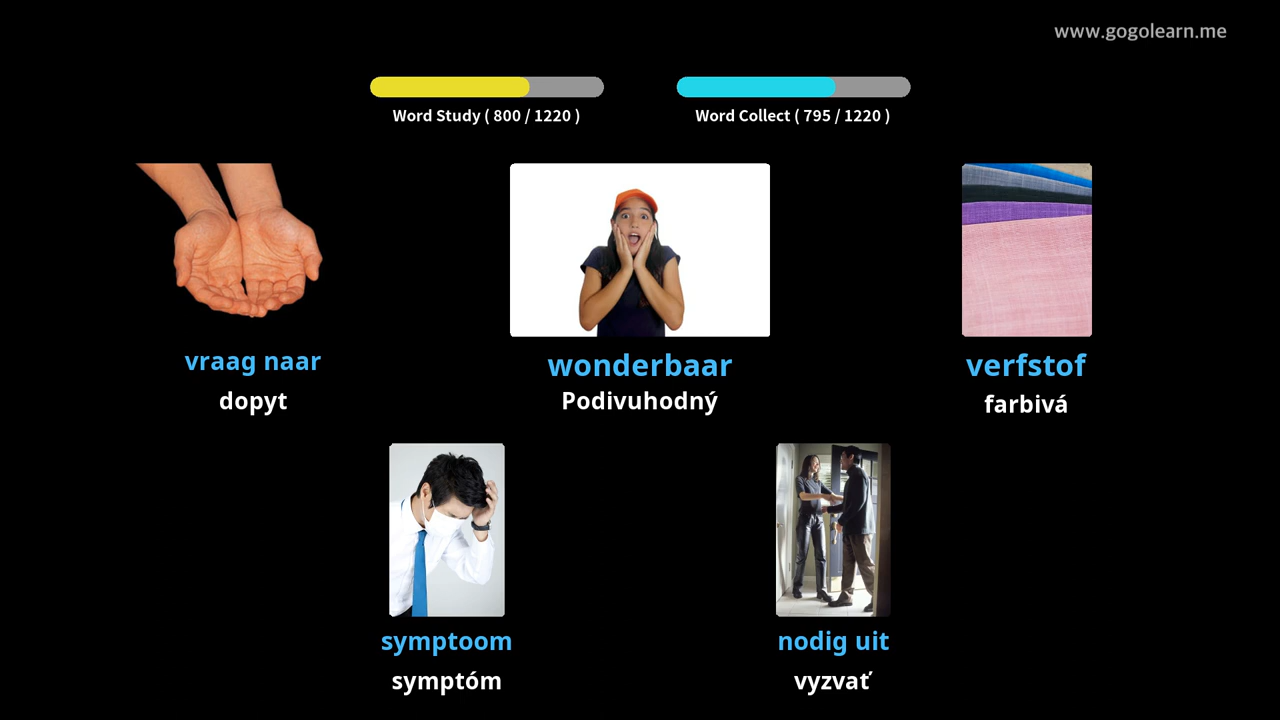 www.gogolearn.me
Word Study ( 800 / 1220 )
Word Collect ( 795 / 1220 )
vraag naar
dopyt
wonderbaar
Podivuhodný
verfstof
farbivá
symptoom
symptóm
nodig uit
vyzvať